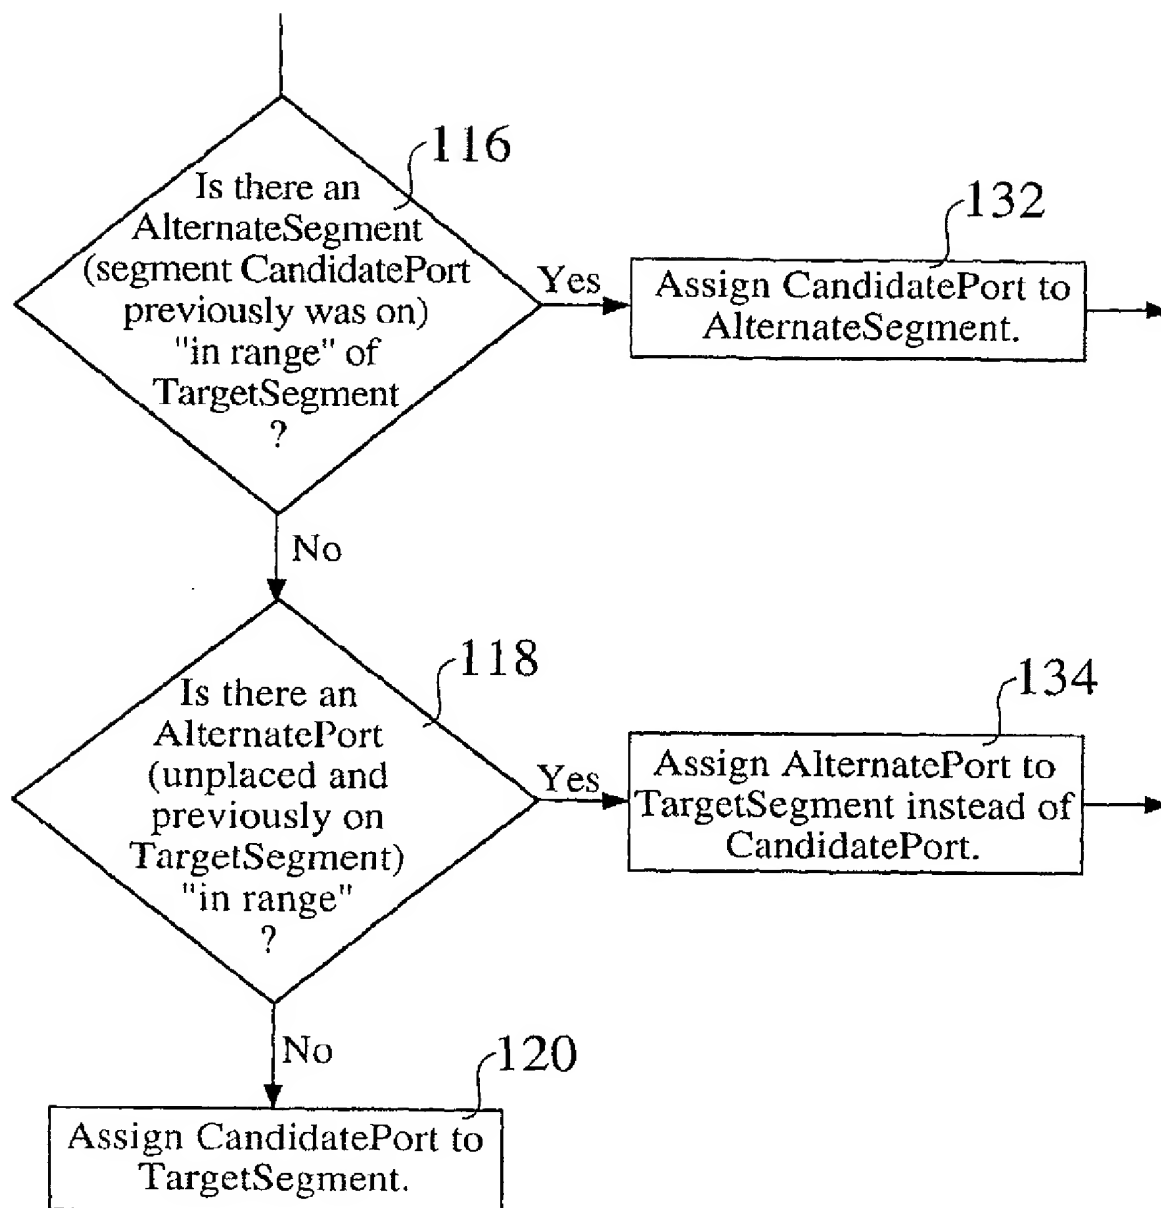 116
Is there an
AlternateSegment
(segment CandidatePort
previously was on)
"in range" of
TargetSegment
?
Yes
132
Assign CandidatePort to
AlternateSegment.
No
118
Is there an
AlternatePort
(unplaced and
previously on
TargetSegment)
"in range"
?
Yes
134
Assign AlternatePort to
TargetSegment instead of
CandidatePort.
No
120
Assign CandidatePort to
TargetSegment.